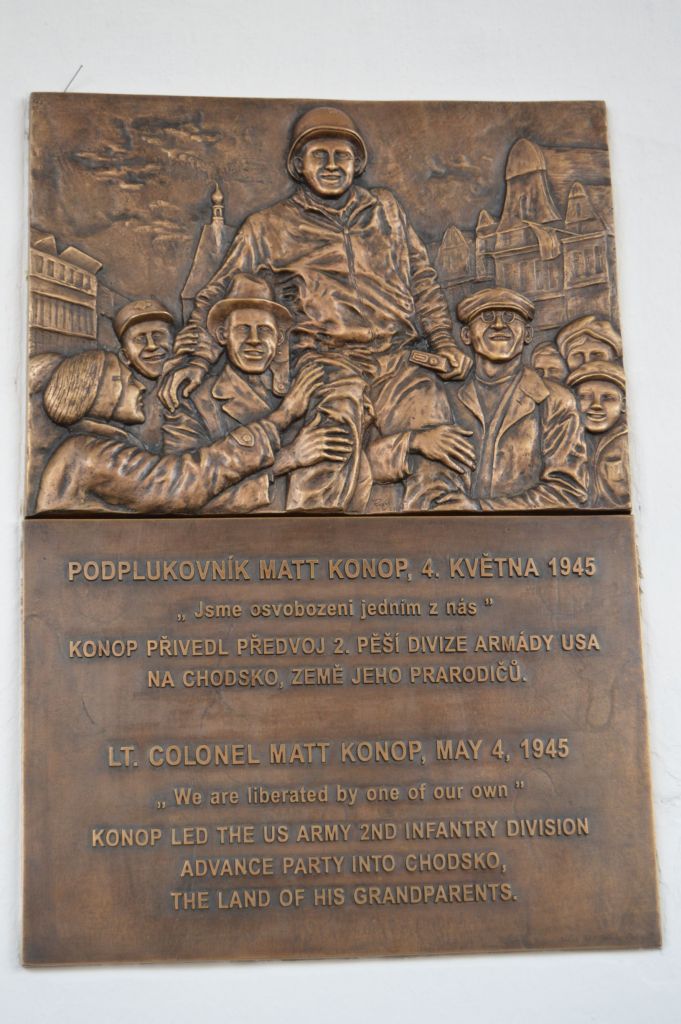 PODPLUKOVNÍK MATT KONOP, 4. KVĚTNA 1945
„ Jsme osvobozeni jedním z nás ”
KONOP PŘIVEDL PŘEDVOJ 2. PĚŠÍ DIVIZE ARMÁDY USA
NA CHODSKO, ZEMĚ JEHO PRARODIČŮ.
LT. COLONEL MATT KONOP, MAY 4, 1945
„ We are liberated by one of our own ”
KONOP LED THE US ARMY 2ND INFANTRY DIVISION
ADVANCE PARTY INTO CHODSKO,
THE LAND OF HIS GRANDPARENTS.